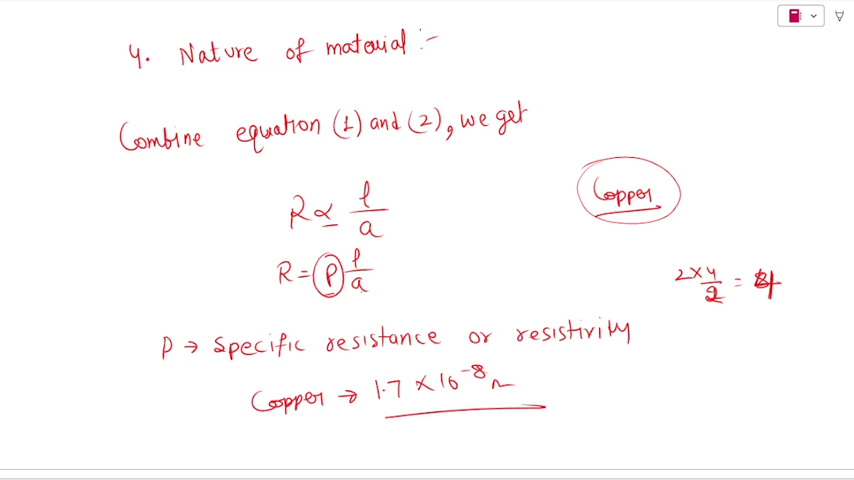 4. Nature of material :-
Combine equation (1) and (2), we get
Copper
R ∝ l/a
R = ρ l/a
2 × 4/2 = 4
ρ → Specific resistance or resistivity
Copper → 1.7 × 10⁻⁸